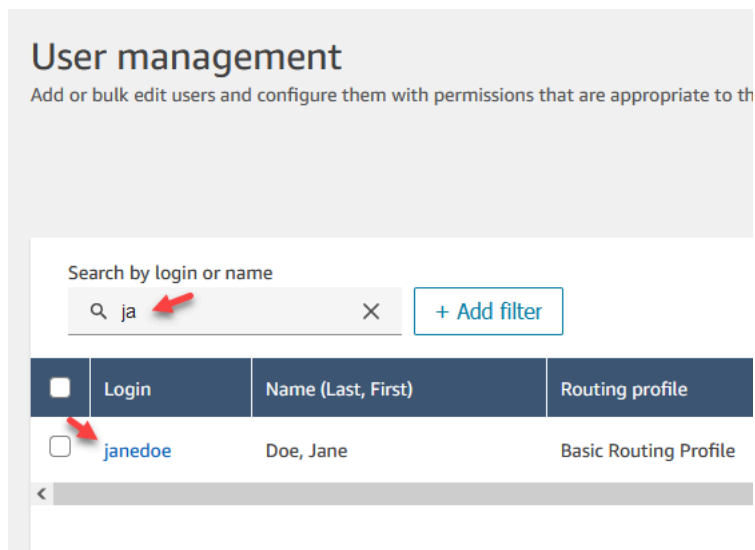 User management
Add or bulk edit users and configure them with permissions that are appropriate to th
Search by login or name
ja
+ Add filter
Login Name (Last, First) Routing profile
janedoe Doe, Jane Basic Routing Profile